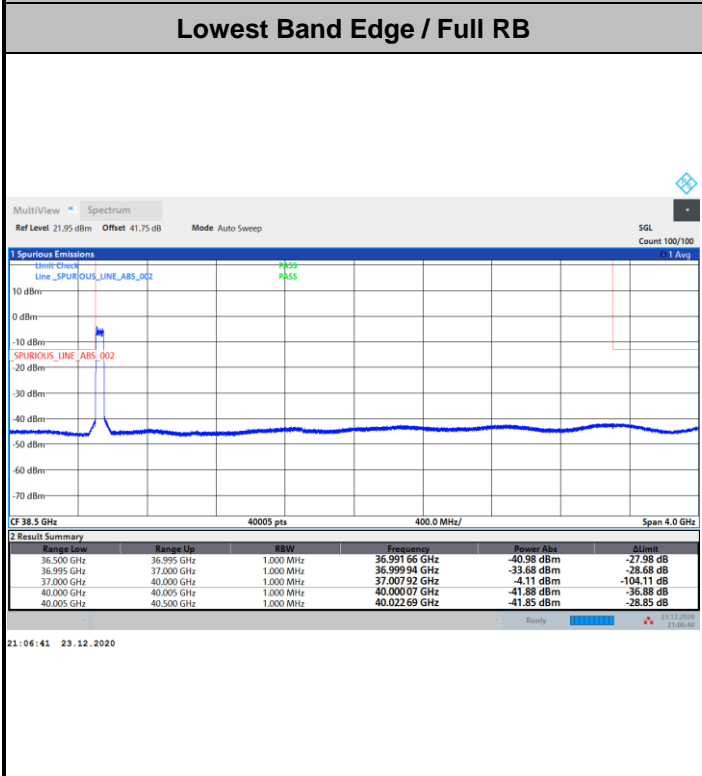 Lowest Band Edge / Full RB
MultiView Spectrum
Ref Level 21.95 dBm Offset 41.75 dB Mode Auto Sweep SGL
Count 100/100
1 Spurious Emissions 1 Avg
Limit Check PASS
Line _SPURIOUS_LINE_ABS_002 PASS
10 dBm
0 dBm
-10 dBm
_SPURIOUS_LINE_ABS_002
-20 dBm
-30 dBm
-40 dBm
-50 dBm
-60 dBm
-70 dBm
CF 38.5 GHz 40005 pts 400.0 MHz/ Span 4.0 GHz
2 Result Summary
Range Low Range Up RBW Frequency Power Abs ΔLimit
36.500 GHz 36.995 GHz 1.000 MHz 36.991 66 GHz -40.98 dBm -27.98 dB
36.995 GHz 37.000 GHz 1.000 MHz 36.999 94 GHz -33.68 dBm -28.68 dB
37.000 GHz 40.000 GHz 1.000 MHz 37.007 92 GHz -4.11 dBm -104.11 dB
40.000 GHz 40.005 GHz 1.000 MHz 40.000 07 GHz -41.88 dBm -36.88 dB
40.005 GHz 40.500 GHz 1.000 MHz 40.022 69 GHz -41.85 dBm -28.85 dB
Ready 23.12.2020
21:06:40
21:06:41 23.12.2020